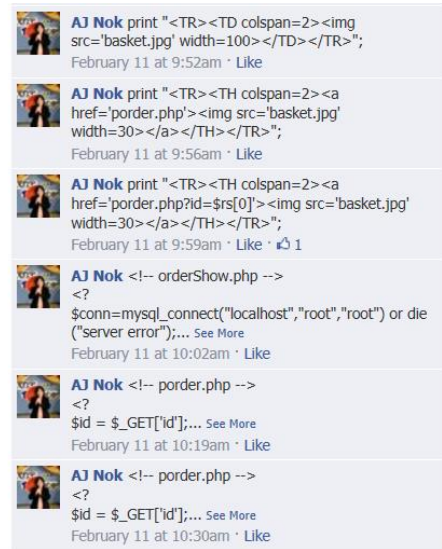 AJ Nok print "<TR><TD colspan=2><img
src='basket.jpg' width=100></TD></TR>";
February 11 at 9:52am · Like
AJ Nok print "<TR><TH colspan=2><a
href='porder.php'><img src='basket.jpg'
width=30></a></TH></TR>";
February 11 at 9:56am · Like
AJ Nok print "<TR><TH colspan=2><a
href='porder.php?id=$rs[0]'><img src='basket.jpg'
width=30></a></TH></TR>";
February 11 at 9:59am · Like · 1
AJ Nok <!-- orderShow.php -->
<?
$conn=mysql_connect("localhost","root","root") or die
("server error");... See More
February 11 at 10:02am · Like
AJ Nok <!-- porder.php -->
<?
$id = $_GET['id'];... See More
February 11 at 10:19am · Like
AJ Nok <!-- porder.php -->
<?
$id = $_GET['id'];... See More
February 11 at 10:30am · Like